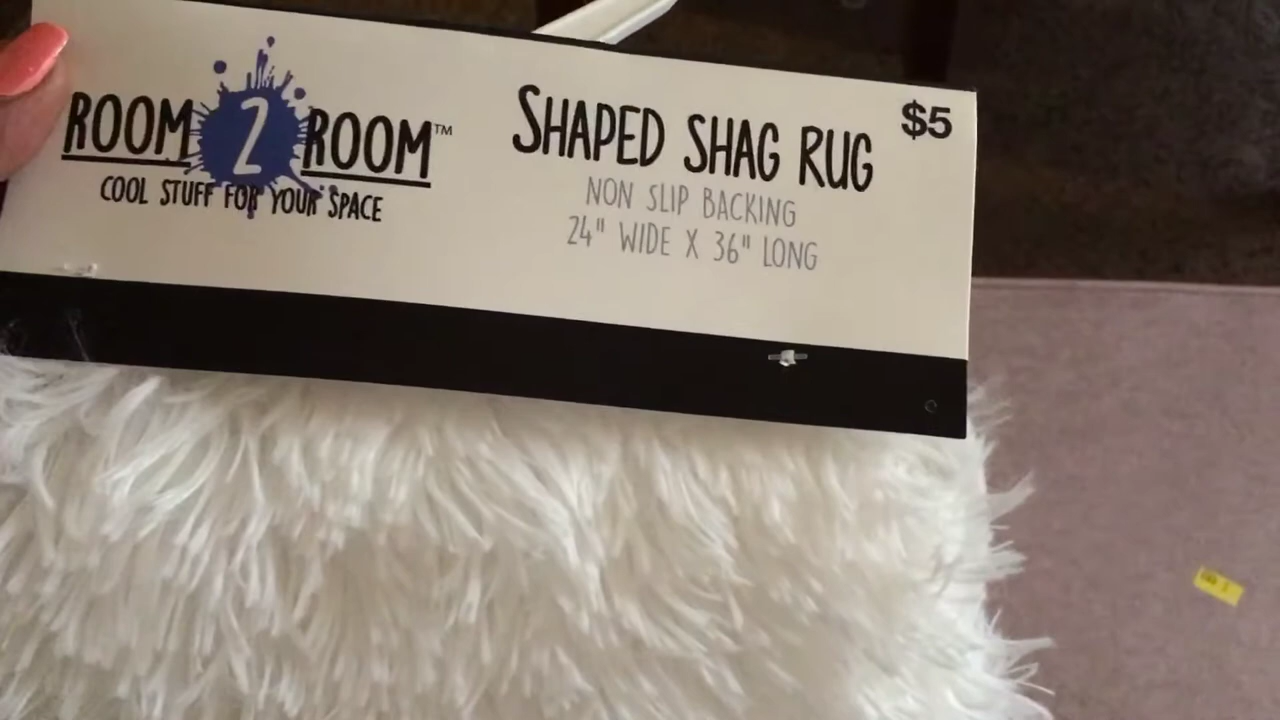 ROOM 2 ROOM™
COOL STUFF FOR YOUR SPACE
SHAPED SHAG RUG
$5
NON SLIP BACKING
24" WIDE X 36" LONG